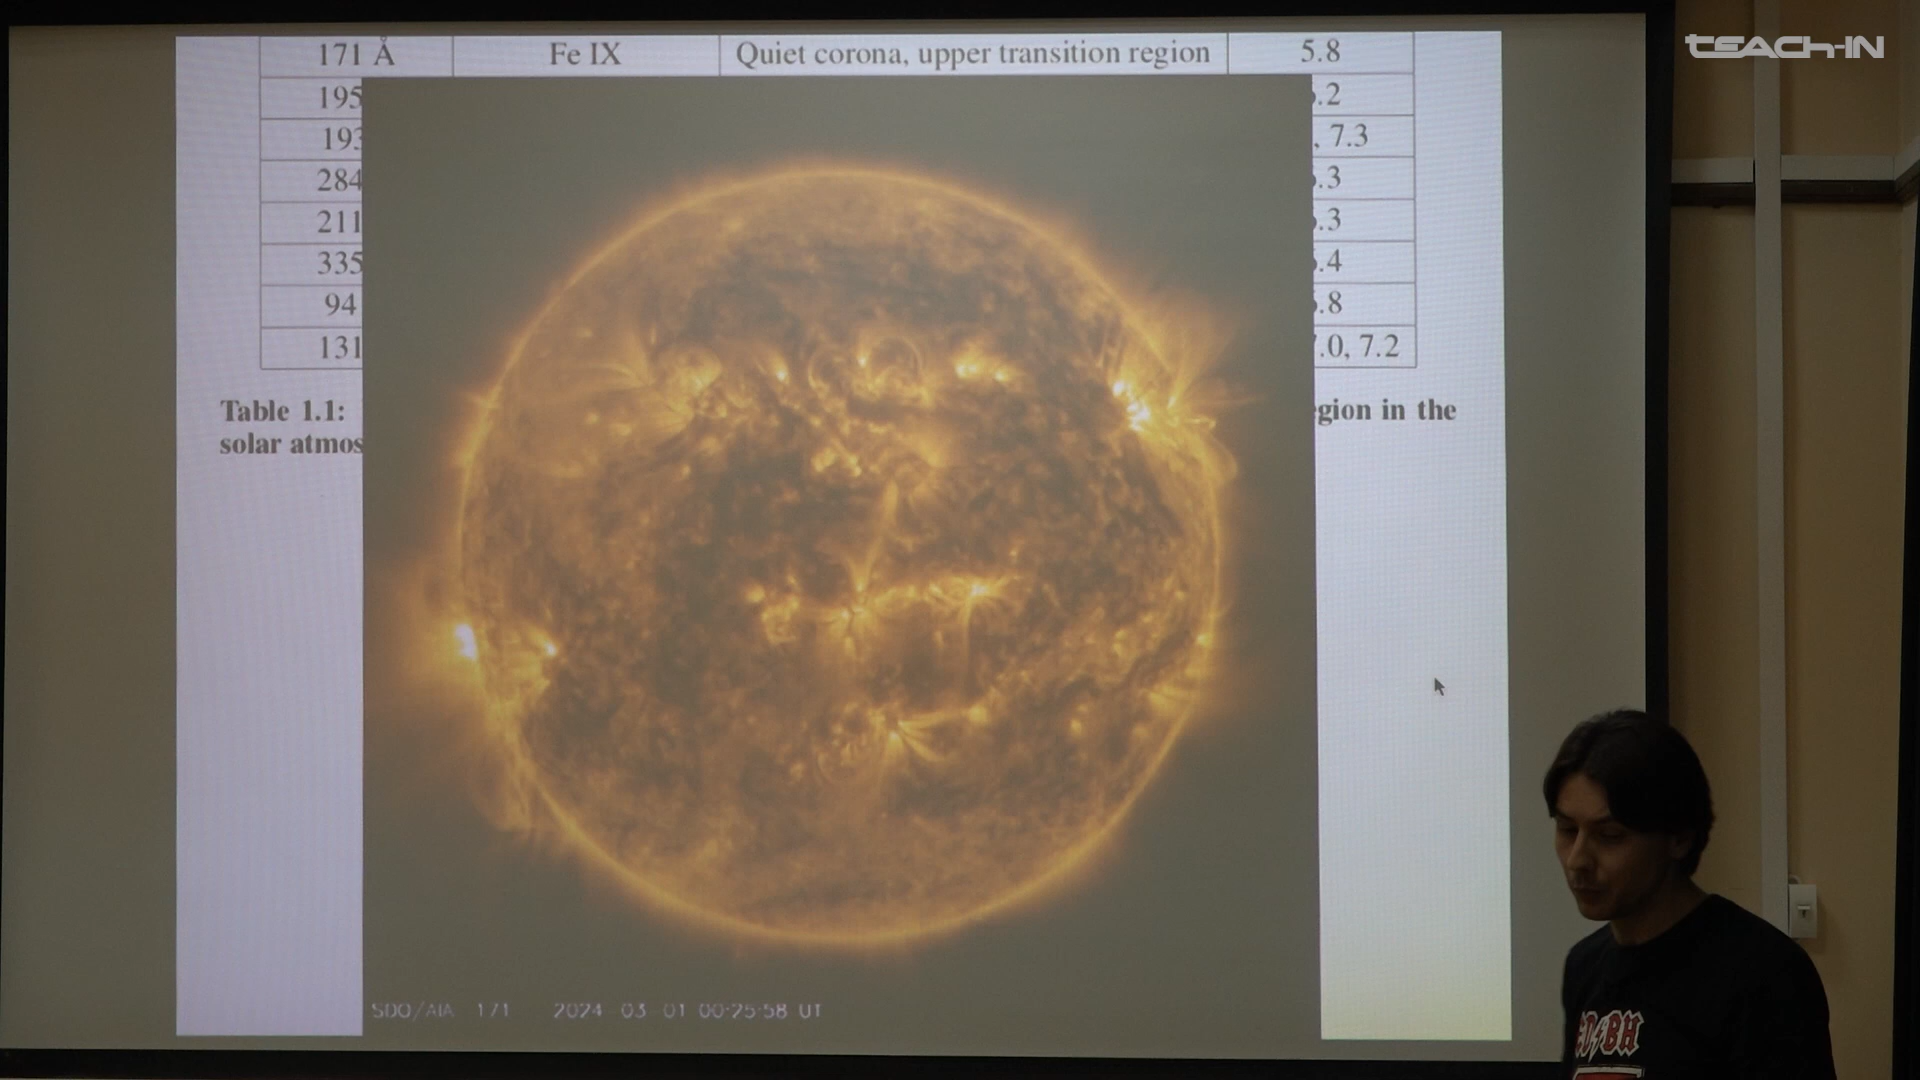 TEACH-IN
171 Å Fe IX Quiet corona, upper transition region 5.8
195 .2
193 , 7.3
284 .3
211 .3
335 .4
94 .8
131 .0, 7.2
Table 1.1: gion in the
solar atmos
SDO/AIA 171 2024-03-01 00:25:58 UT